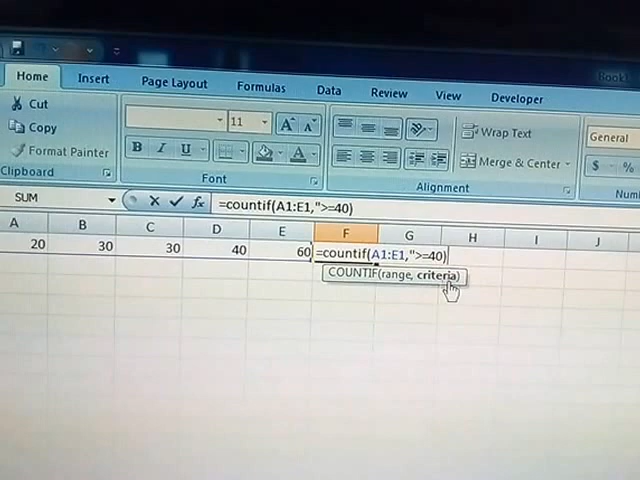 Book
Home Insert Page Layout Formulas Data Review View Developer
Cut
Copy
Format Painter
Clipboard
11 A A
B I U A
Font
Wrap Text
Merge & Center
Alignment
General
$ %
SUM
fx =countif(A1:E1,">=40)
A B C D E F G H I J
20 30 30 40 60 =countif(A1:E1,">=40)
COUNTIF(range, criteria)